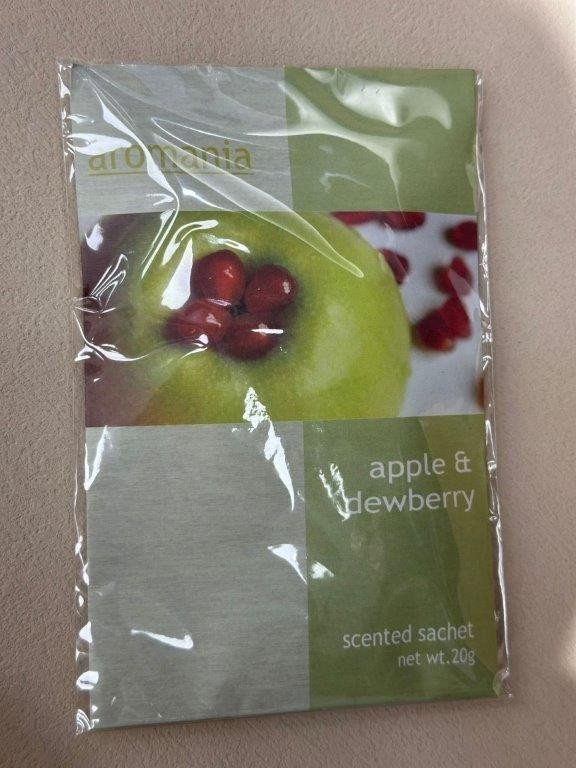 aromania
apple &
dewberry
scented sachet
net wt.20g